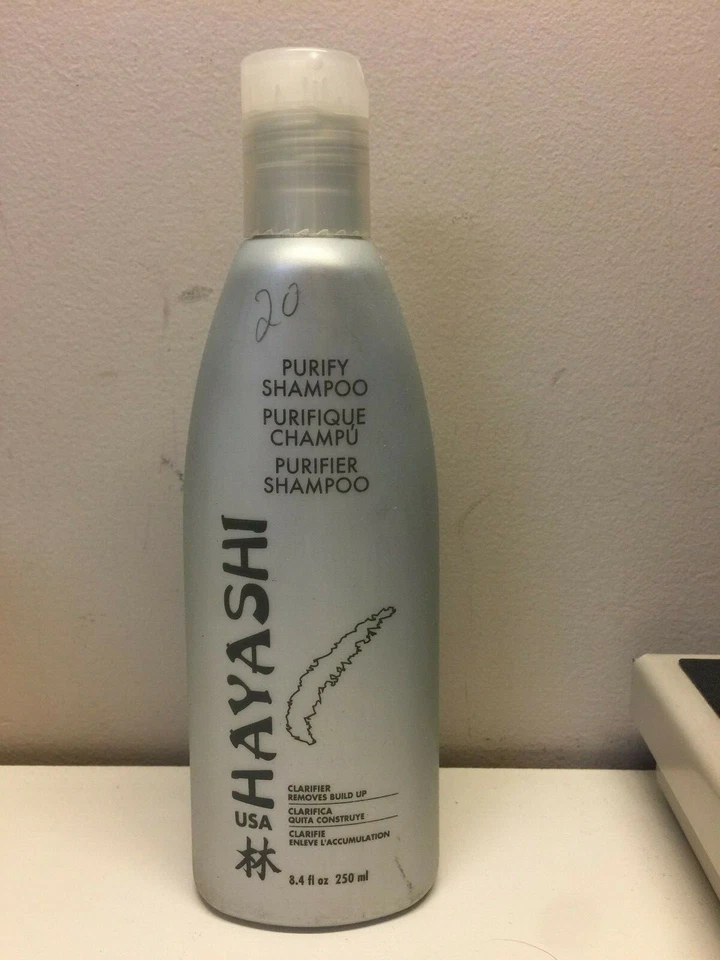 20
PURIFY
SHAMPOO
PURIFIQUE
CHAMPÚ
PURIFIER
SHAMPOO
HAYASHI
USA
林
CLARIFIER
REMOVES BUILD UP
CLARIFICA
QUITA CONSTRUYE
CLARIFIE
ENLEVE L'ACCUMULATION
8.4 fl oz 250 ml